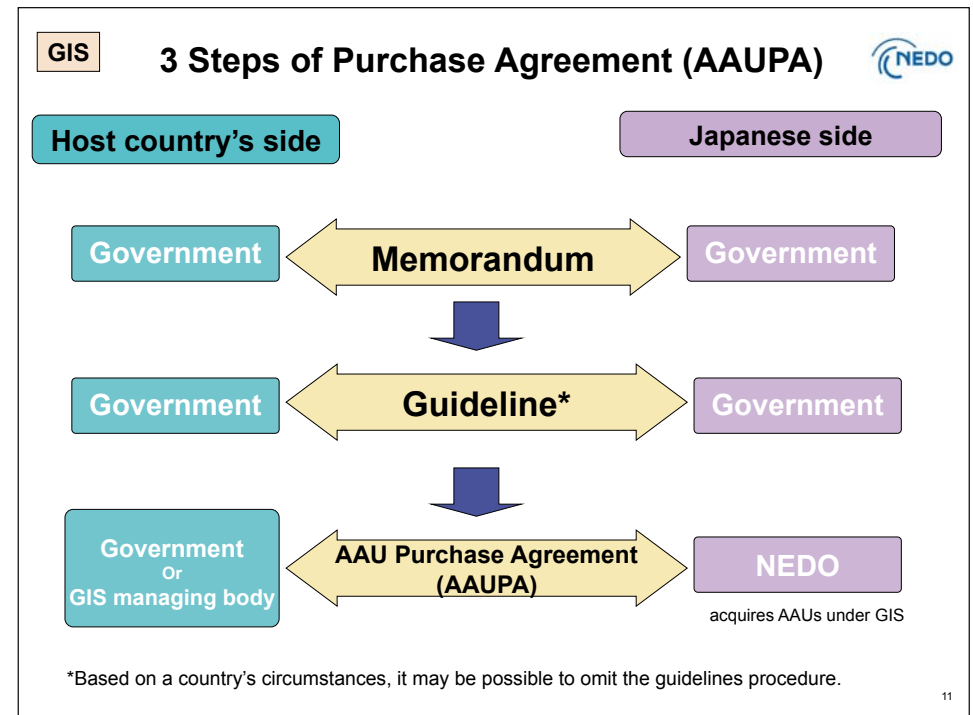 GIS
3 Steps of Purchase Agreement (AAUPA)
NEDO
Host country’s side
Japanese side
Government
Memorandum
Government
Government
Guideline*
Government
Government
Or
GIS managing body
AAU Purchase Agreement
(AAUPA)
NEDO
acquires AAUs under GIS
*Based on a country’s circumstances, it may be possible to omit the guidelines procedure.
11